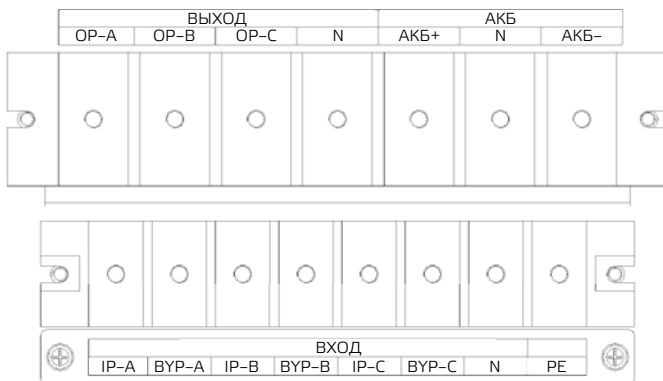 ВЫХОД АКБ
OP–A OP–B OP–C N АКБ+ N АКБ–
ВХОД
IP–A BYP–A IP–B BYP–B IP–C BYP–C N PE